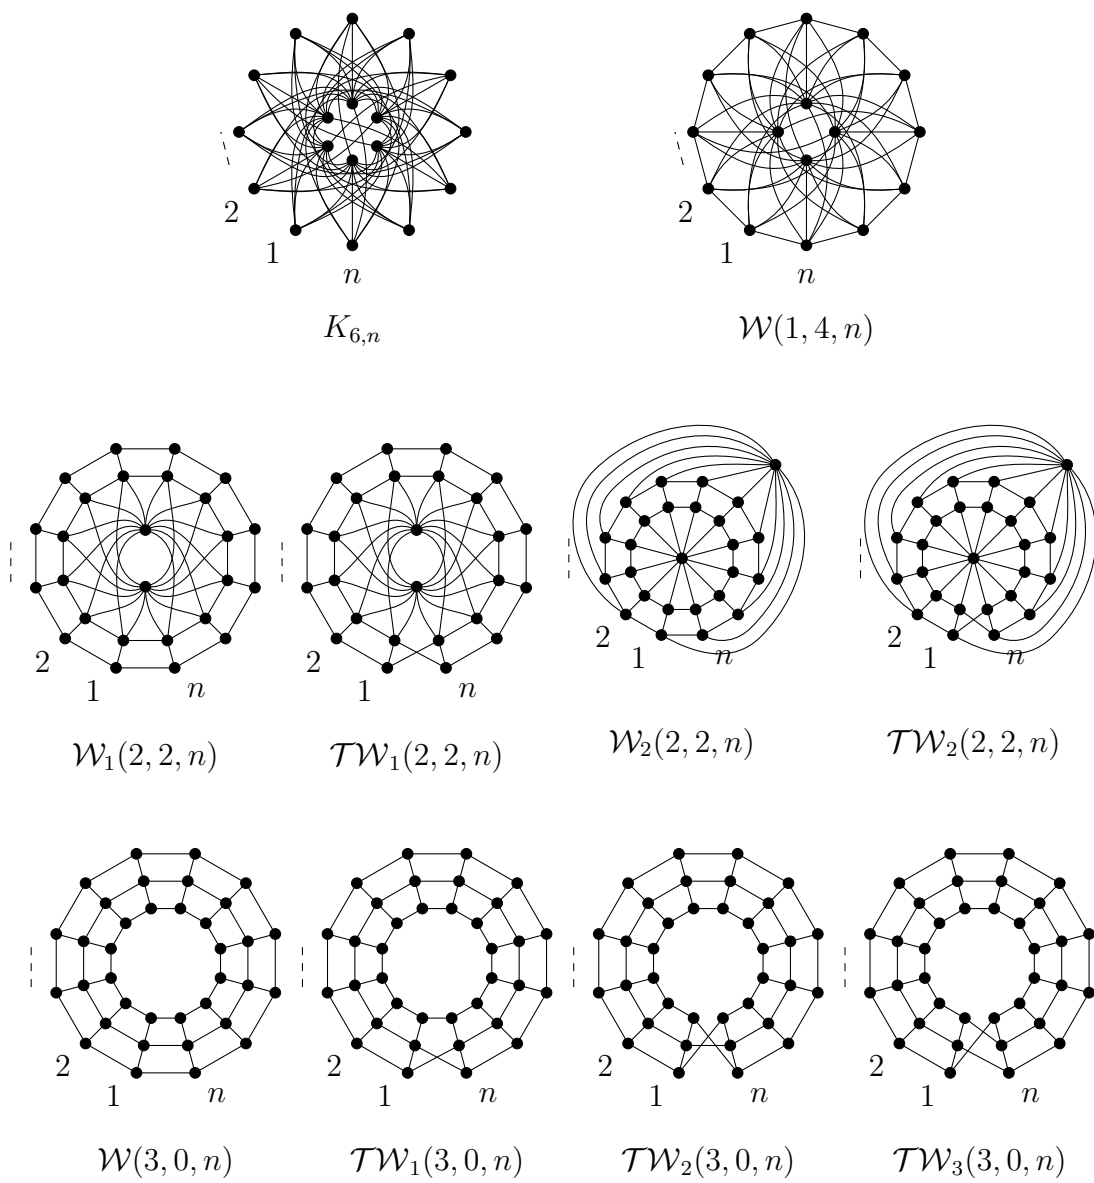 2 2
1 1
n n
K_{6,n} 𝒲(1, 4, n)
2 2 2 2
1 n 1 n 1 n 1 n
𝒲_1(2, 2, n) 𝒯𝒲_1(2, 2, n) 𝒲_2(2, 2, n) 𝒯𝒲_2(2, 2, n)
2 2 2 2
1 n 1 n 1 n 1 n
𝒲(3, 0, n) 𝒯𝒲_1(3, 0, n) 𝒯𝒲_2(3, 0, n) 𝒯𝒲_3(3, 0, n)